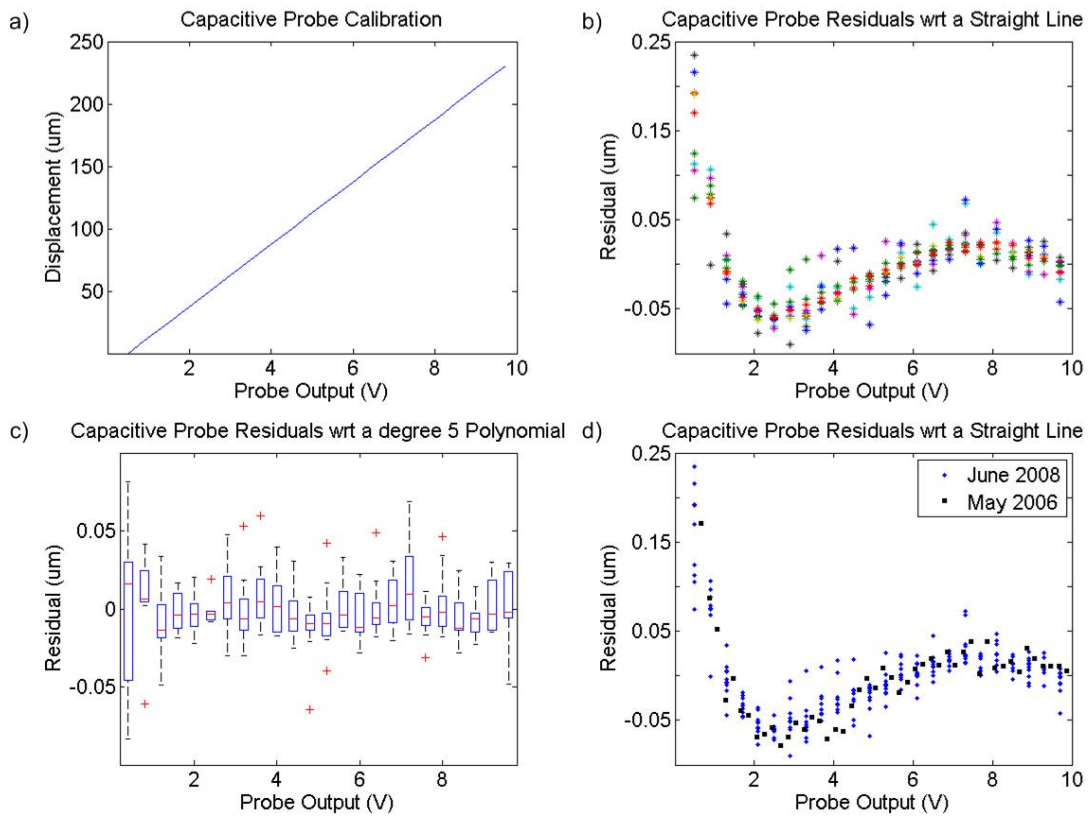 a) Capacitive Probe Calibration
250
200
150
100
50
2 4 6 8 10
Displacement (um)
Probe Output (V)
b) Capacitive Probe Residuals wrt a Straight Line
0.25
0.15
0.05
-0.05
2 4 6 8 10
Residual (um)
Probe Output (V)
c) Capacitive Probe Residuals wrt a degree 5 Polynomial
0.05
0
-0.05
2 4 6 8
Residual (um)
Probe Output (V)
d) Capacitive Probe Residuals wrt a Straight Line
0.25
0.15
0.05
-0.05
2 4 6 8 10
Residual (um)
Probe Output (V)
June 2008
May 2006